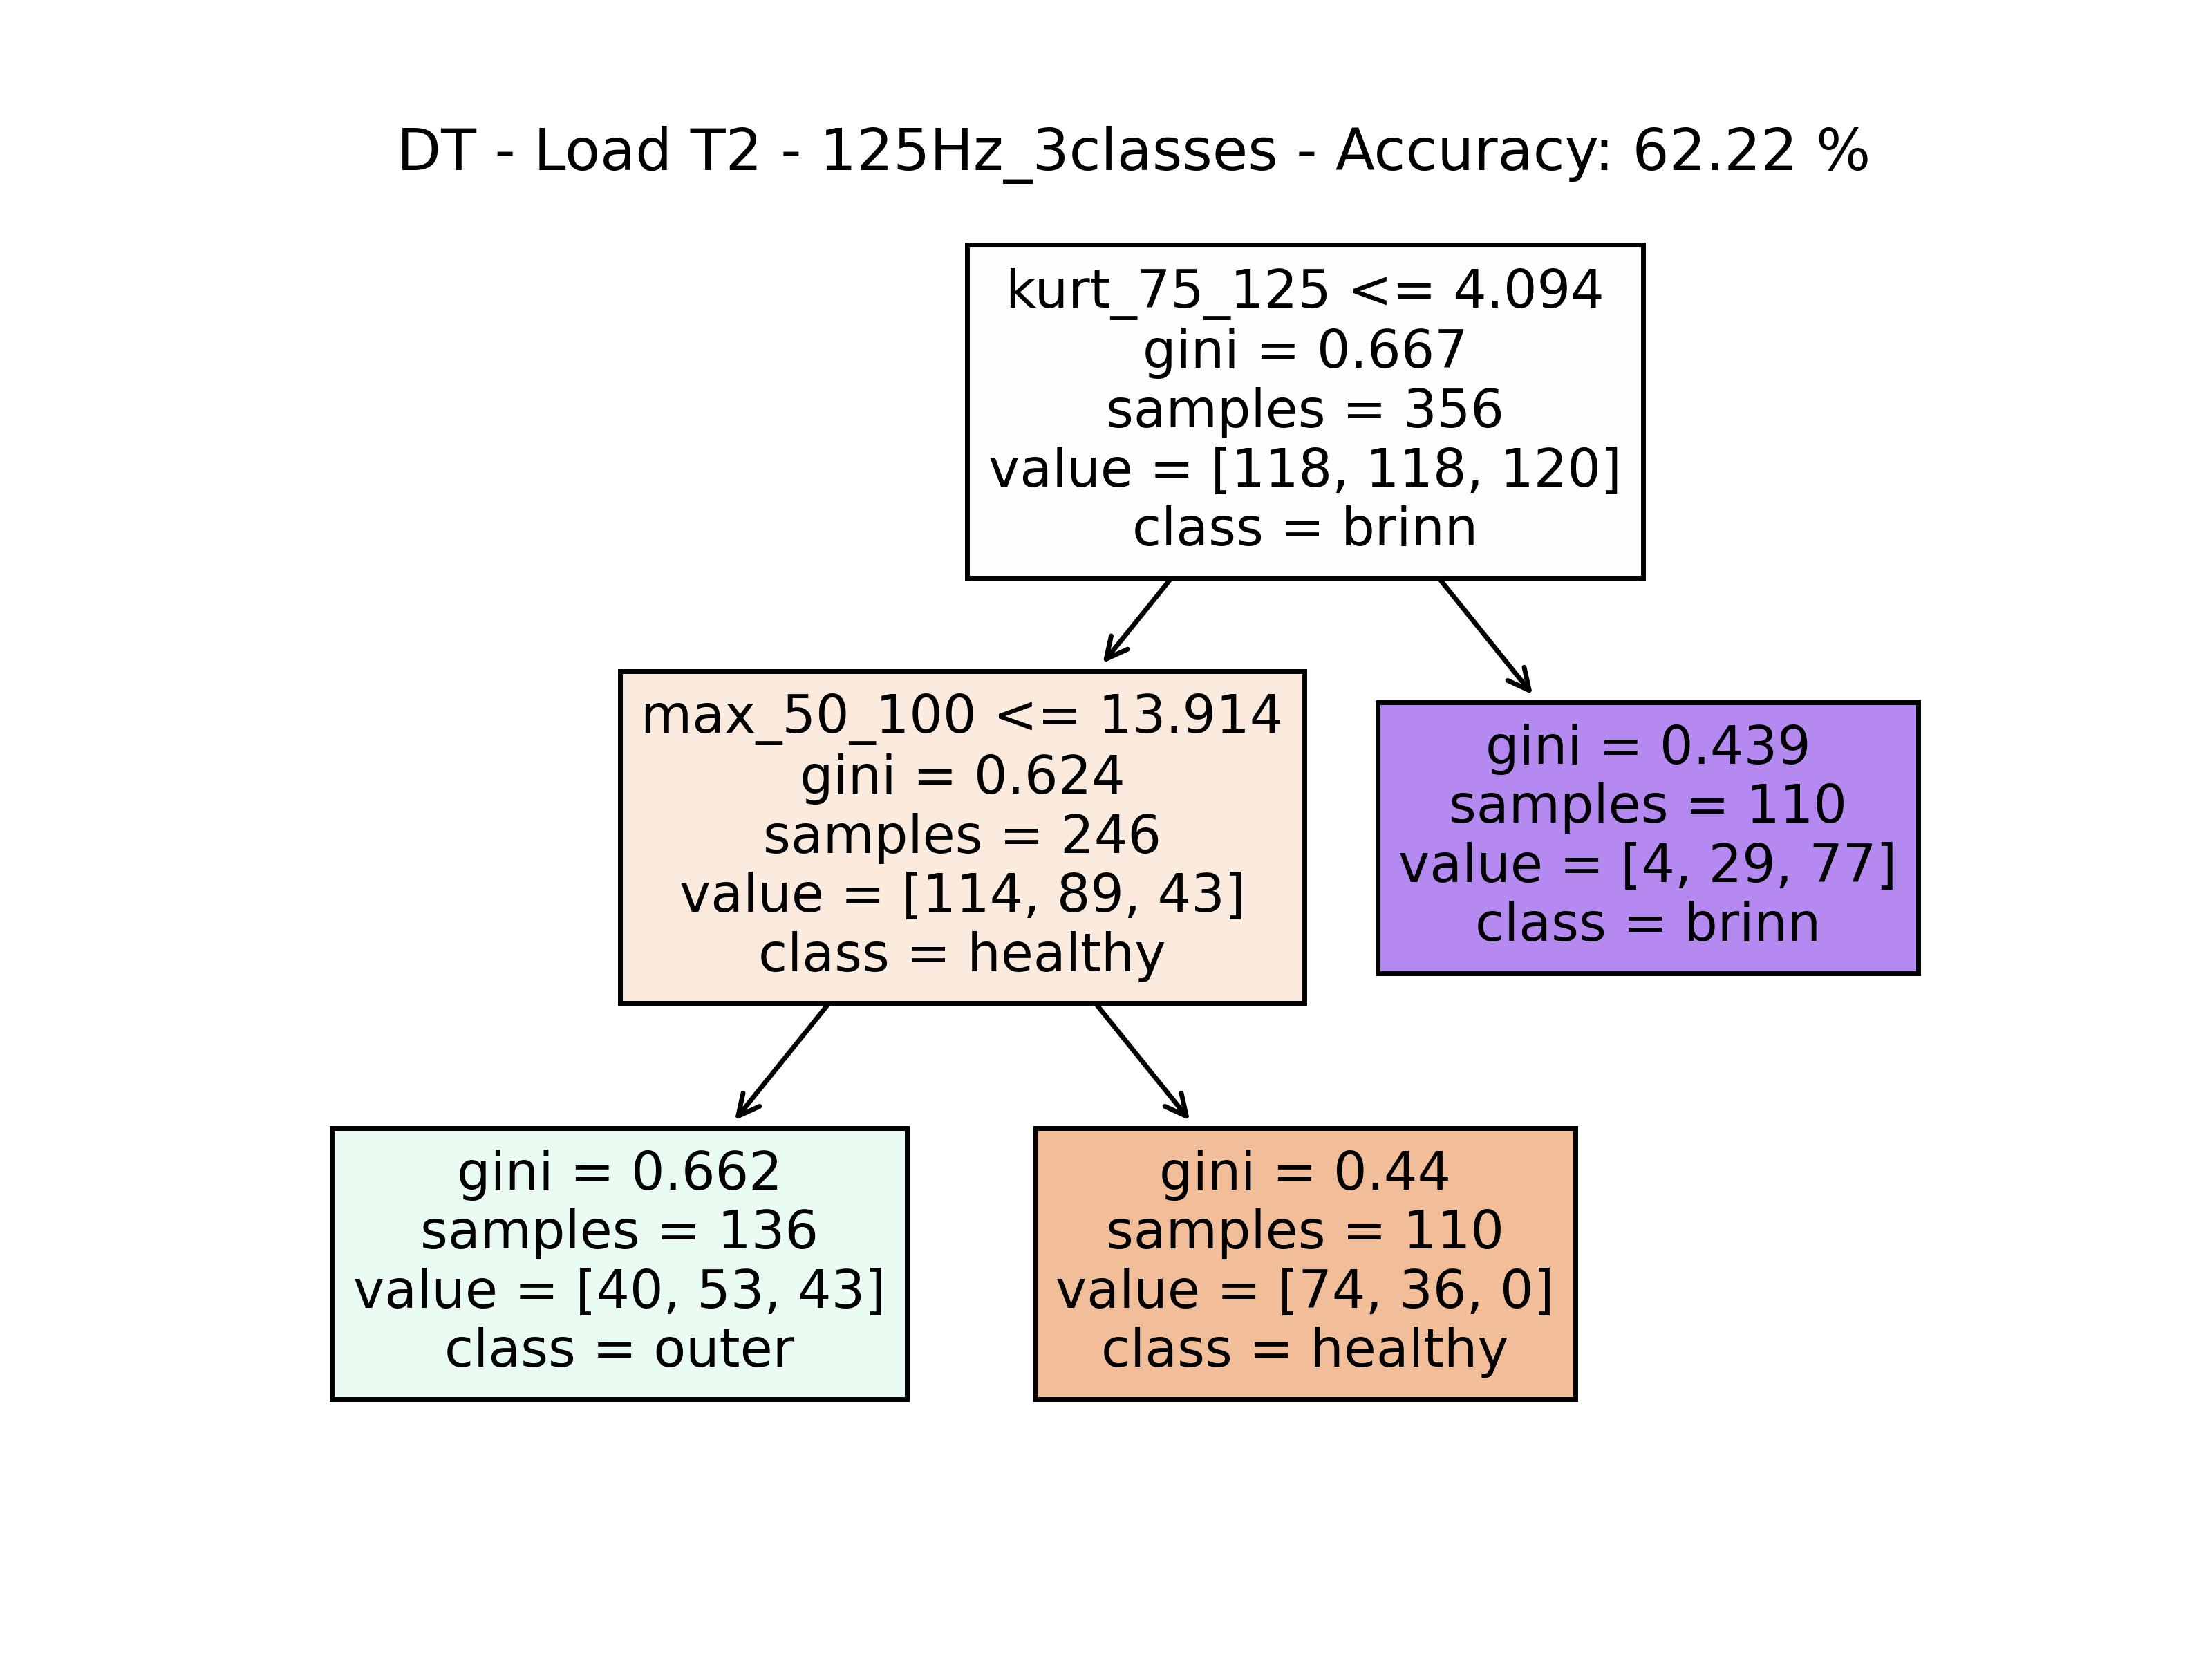 DT - Load T2 - 125Hz_3classes - Accuracy: 62.22 %
kurt_75_125 <= 4.094
gini = 0.667
samples = 356
value = [118, 118, 120]
class = brinn
max_50_100 <= 13.914
gini = 0.624
samples = 246
value = [114, 89, 43]
class = healthy
gini = 0.439
samples = 110
value = [4, 29, 77]
class = brinn
gini = 0.662
samples = 136
value = [40, 53, 43]
class = outer
gini = 0.44
samples = 110
value = [74, 36, 0]
class = healthy